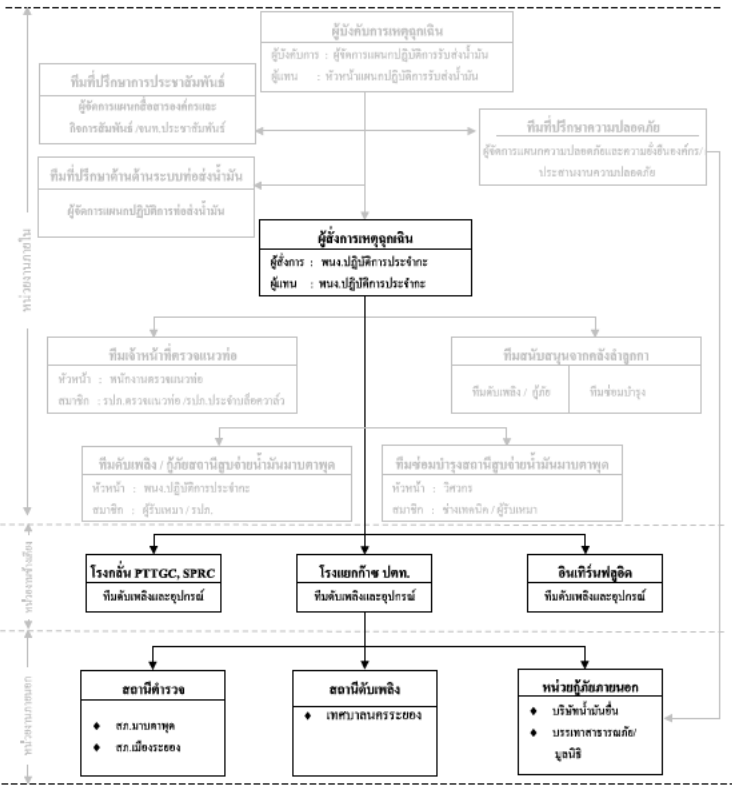 ผู้บังคับการเหตุฉุกเฉิน
ผู้บังคับการ : ผู้จัดการแผนกปฏิบัติการรับส่งน้ำมัน
ผู้แทน : หัวหน้าแผนกปฏิบัติการรับส่งน้ำมัน
ทีมที่ปรึกษาการประชาสัมพันธ์
ผู้จัดการแผนกสื่อสารองค์กรและ
กิจการสัมพันธ์ /จนท.ประชาสัมพันธ์
ทีมที่ปรึกษาความปลอดภัย
ผู้จัดการแผนกความปลอดภัยและความยั่งยืนองค์กร/
ประสานงานความปลอดภัย
ทีมที่ปรึกษาด้านด้านระบบท่อส่งน้ำมัน
ผู้จัดการแผนกปฏิบัติการท่อส่งน้ำมัน
หน่วยงานภายใน
ผู้สั่งการเหตุฉุกเฉิน
ผู้สั่งการ : พนง.ปฏิบัติการประจำกะ
ผู้แทน : พนง.ปฏิบัติการประจำกะ
ทีมเจ้าหน้าที่ตรวจแนวท่อ
หัวหน้า : พนักงานตรวจแนวท่อ
สมาชิก : รปภ.ตรวจแนวท่อ /รปภ.ประจำบล็อควาล์ว
ทีมสนับสนุนจากคลังลำลูกกา
ทีมดับเพลิง / กู้ภัย
ทีมซ่อมบำรุง
ทีมดับเพลิง / กู้ภัยสถานีสูบจ่ายน้ำมันมาบตาพุด
หัวหน้า : พนง.ปฏิบัติการประจำกะ
สมาชิก : ผู้รับเหมา / รปภ.
ทีมซ่อมบำรุงสถานีสูบจ่ายน้ำมันมาบตาพุด
หัวหน้า : วิศวกร
สมาชิก : ช่างเทคนิค / ผู้รับเหมา
หน่วยงานข้างเคียง
โรงกลั่น PTTGC, SPRC
ทีมดับเพลิงและอุปกรณ์
โรงแยกก๊าซ ปตท.
ทีมดับเพลิงและอุปกรณ์
อินเทิร์นฟลูอิด
ทีมดับเพลิงและอุปกรณ์
หน่วยงานภายนอก
สถานีตำรวจ
♦ สภ.มาบตาพุด
♦ สภ.เมืองระยอง
สถานีดับเพลิง
♦ เทศบาลนครระยอง
หน่วยกู้ภัยภายนอก
♦ บริษัทน้ำมันอื่น
♦ บรรเทาสาธารณภัย/
มูลนิธิ